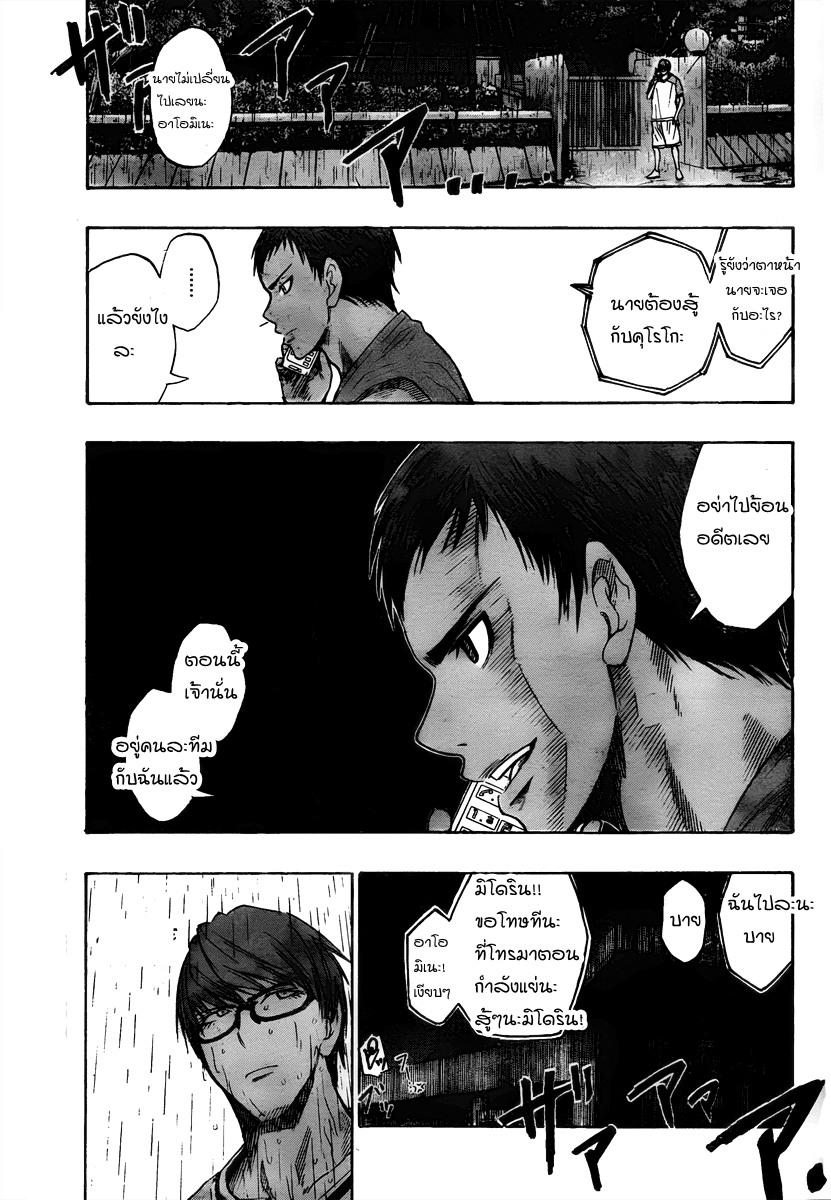 ザァァァ...
นายไม่เปลี่ยน
ไปเลยนะ
อาโอมิเนะ
รู้ยังว่าตาหน้า
นายจะเจอ
กับอะไร?
นายต้องสู้
กับคุโรโกะ
......
แล้วยังไง
ล่ะ
อย่าไปย้อน
อดีตเลย
ตอนนี้
เจ้านั่น
อยู่คนละทีม
กับฉันแล้ว
ฉันไปละนะ
บาย
บาย
มิโดริน!!
ขอโทษทีนะ
ที่โทรมาตอน
กำลังแย่นะ
สู้ๆนะมิโดริน!
อาโอ
มิเนะ!
เงียบๆ
ザァァァ.